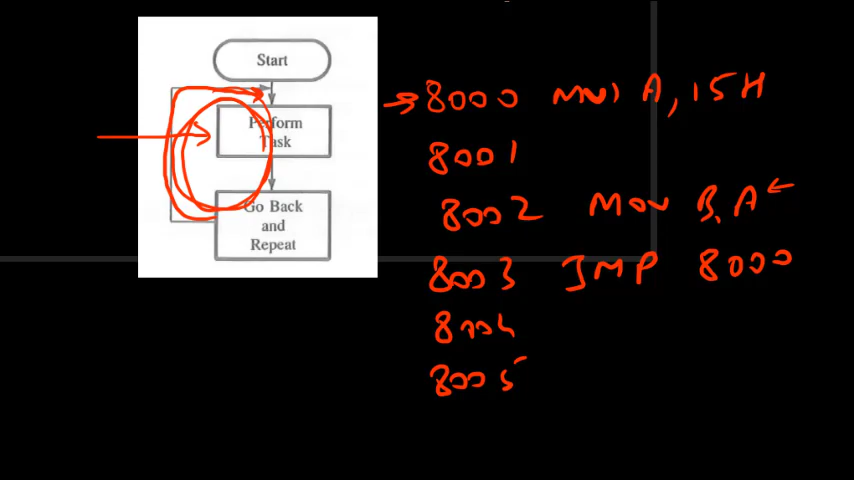 Start
Perform
Task
Go Back
and
Repeat
8000 MVI A, 15H
8001
8002 MOV B, A
8003 JMP 8000
8004
8005